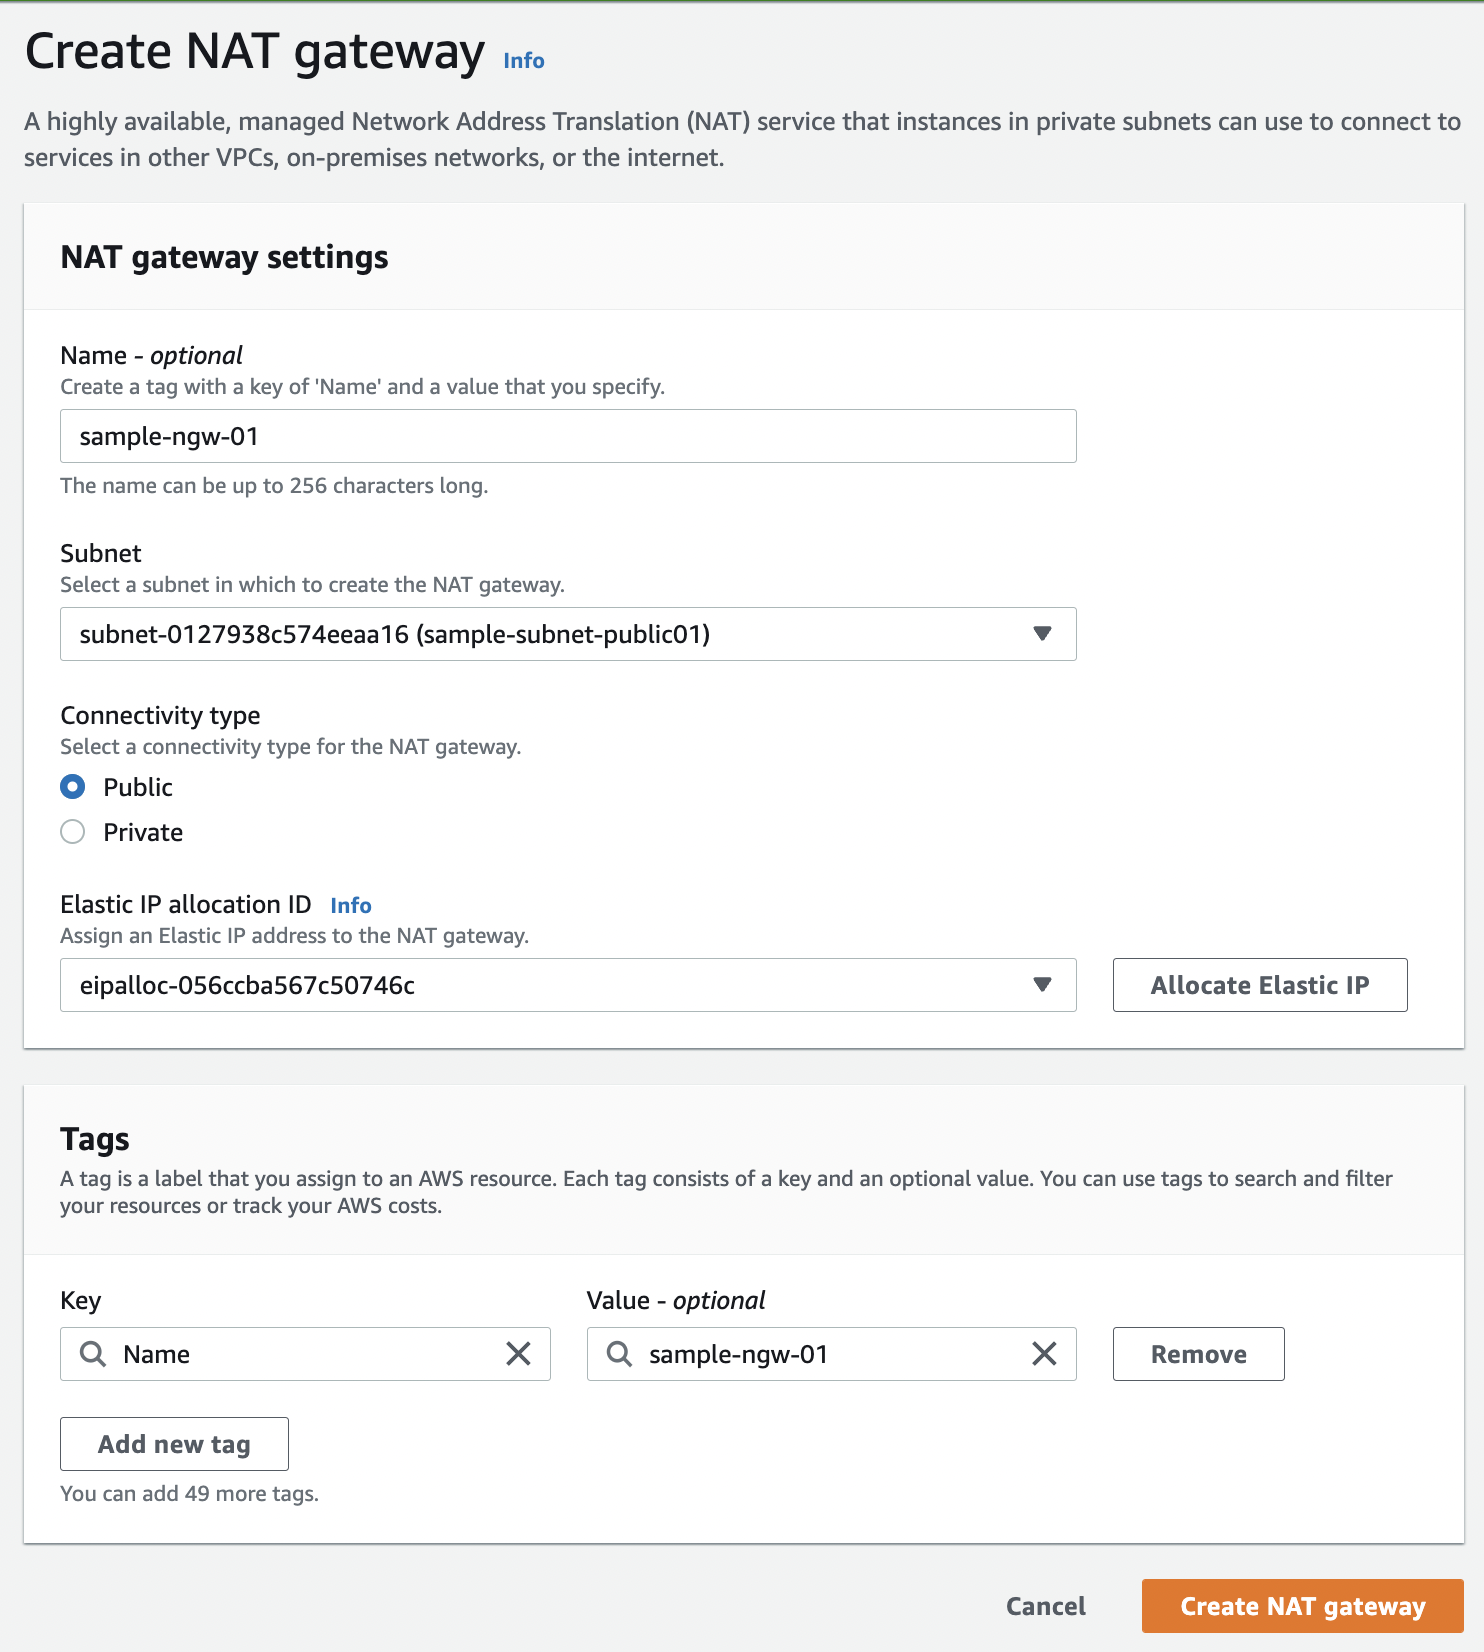 Create NAT gateway Info
A highly available, managed Network Address Translation (NAT) service that instances in private subnets can use to connect to
services in other VPCs, on-premises networks, or the internet.
NAT gateway settings
Name - optional
Create a tag with a key of 'Name' and a value that you specify.
sample-ngw-01
The name can be up to 256 characters long.
Subnet
Select a subnet in which to create the NAT gateway.
subnet-0127938c574eeaa16 (sample-subnet-public01)
Connectivity type
Select a connectivity type for the NAT gateway.
Public
Private
Elastic IP allocation ID Info
Assign an Elastic IP address to the NAT gateway.
eipalloc-056ccba567c50746c Allocate Elastic IP
Tags
A tag is a label that you assign to an AWS resource. Each tag consists of a key and an optional value. You can use tags to search and filter
your resources or track your AWS costs.
Key Value - optional
Name sample-ngw-01 Remove
Add new tag
You can add 49 more tags.
Cancel Create NAT gateway